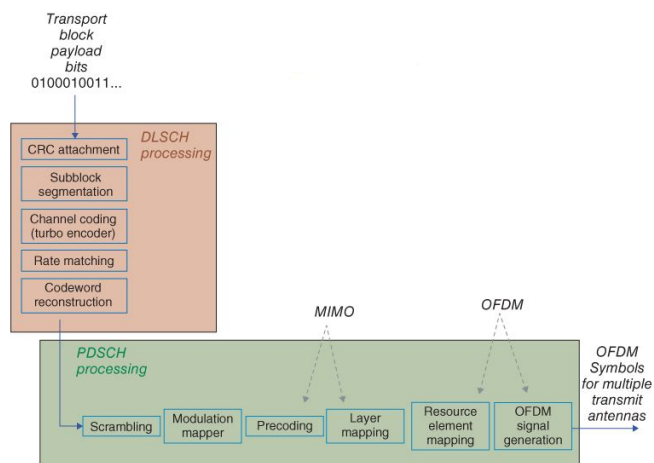 Transport
block
payload
bits
0100010011...
DLSCH
processing
CRC attachment
Subblock
segmentation
Channel coding
(turbo encoder)
Rate matching
Codeword
reconstruction
MIMO
OFDM
PDSCH
processing
OFDM
Symbols
for multiple
transmit
antennas
Scrambling
Modulation
mapper
Precoding
Layer
mapping
Resource
element
mapping
OFDM
signal
generation